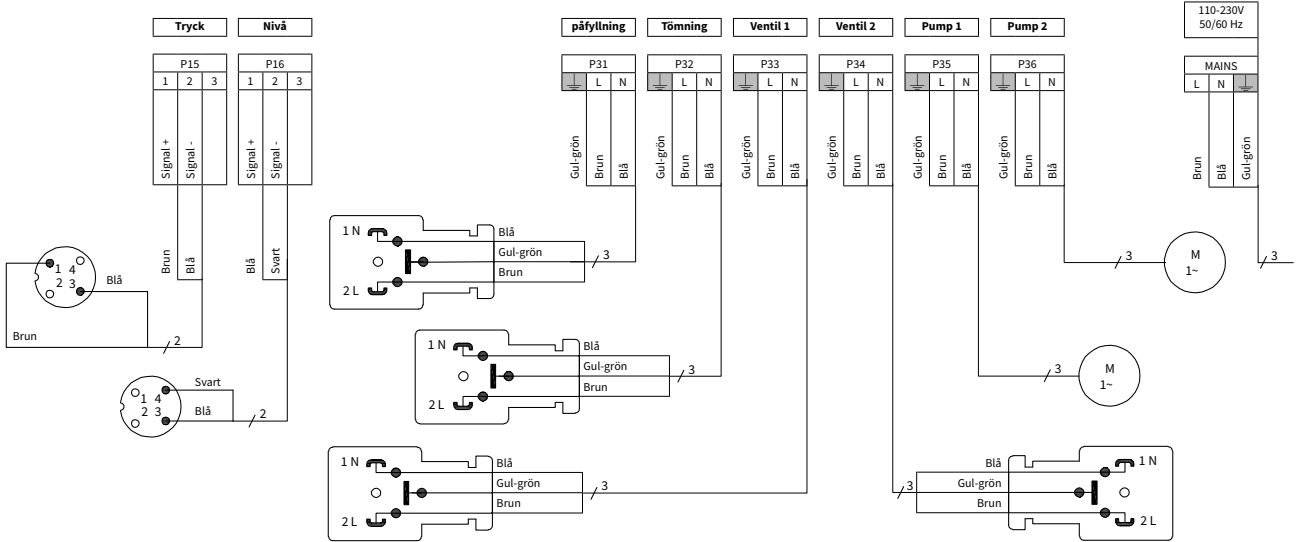 110-230V
50/60 Hz
Tryck Nivå påfyllning Tömning Ventil 1 Ventil 2 Pump 1 Pump 2
P15 P16 P31 P32 P33 P34 P35 P36 MAINS
1 2 3 1 2 3 L N L N L N L N L N L N L N
Signal + Signal - Signal + Signal - Gul-grön Brun Blå Gul-grön Brun Blå Gul-grön Brun Blå Gul-grön Brun Blå Gul-grön Brun Blå Gul-grön Brun Blå Brun Blå Gul-grön
Brun Blå Blå Svart
1 4
2 3
Blå
Brun
2
Svart
1 4
2 3
Blå
2
1 N
Blå
Gul-grön
3
Brun
2 L
M
1~
3
3
1 N
Blå
Gul-grön
3
Brun
2 L
M
1~
3
1 N
Blå
Gul-grön
3
Brun
2 L
Blå
1 N
3
Gul-grön
Brun
2 L